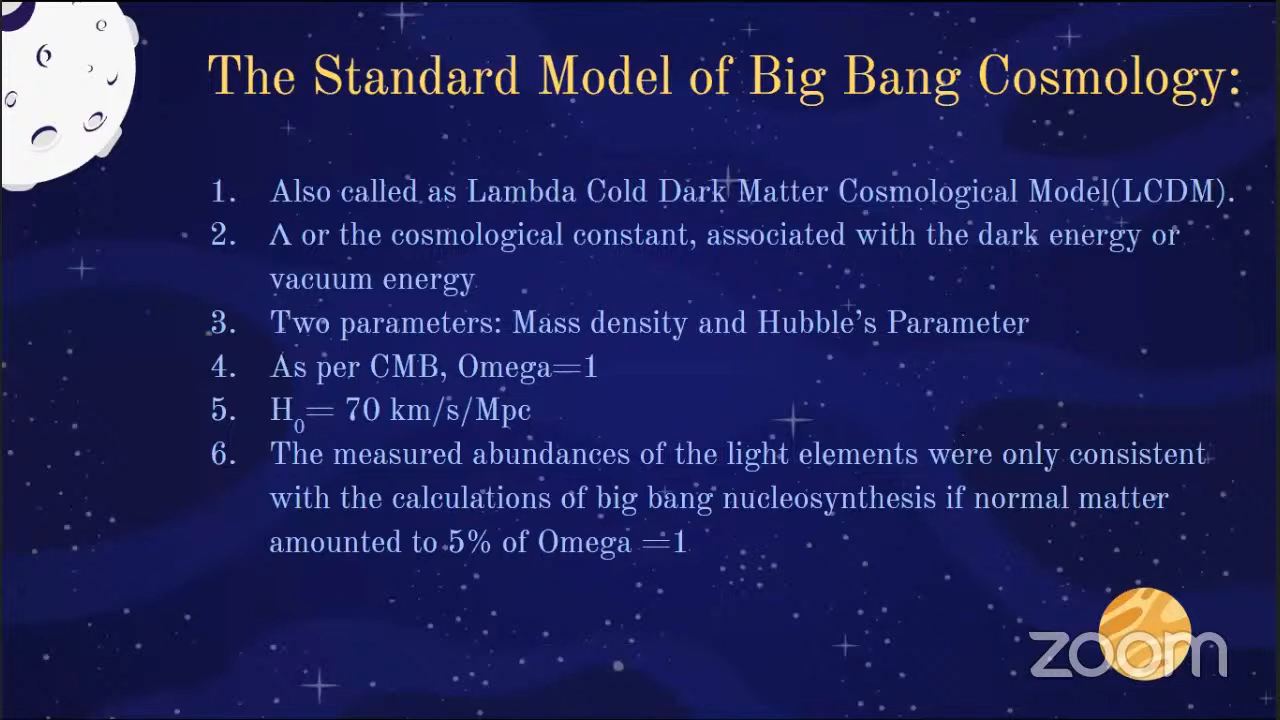 The Standard Model of Big Bang Cosmology:
1. Also called as Lambda Cold Dark Matter Cosmological Model(LCDM).
2. Λ or the cosmological constant, associated with the dark energy or
vacuum energy
3. Two parameters: Mass density and Hubble's Parameter
4. As per CMB, Omega=1
5. H₀= 70 km/s/Mpc
6. The measured abundances of the light elements were only consistent
with the calculations of big bang nucleosynthesis if normal matter
amounted to 5% of Omega =1
zoom